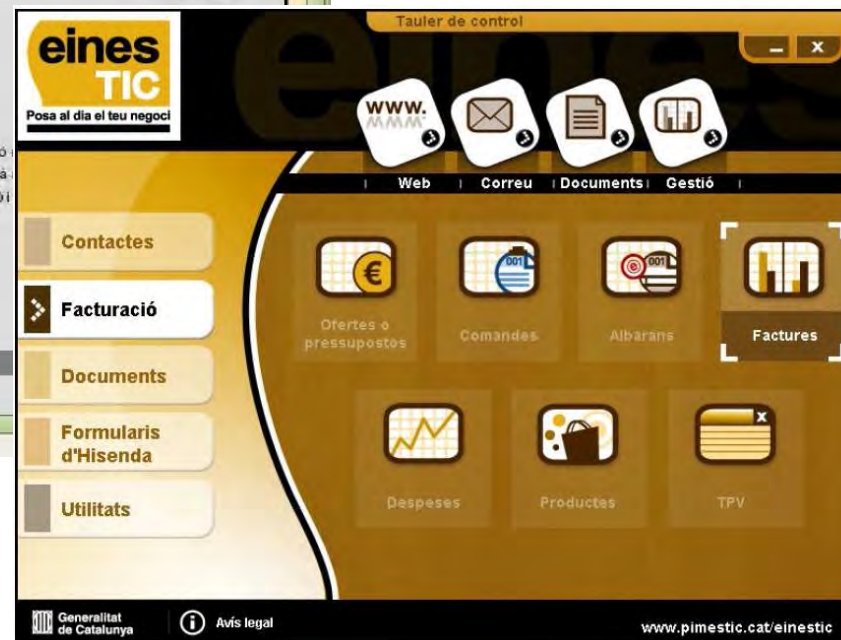 Tauler de control
eines
TIC
Posa al dia el teu negoci
www.
Web
Correu
Documents
Gestió
Contactes
Facturació
Documents
Formularis
d'Hisenda
Utilitats
Ofertes o
pressupostos
Comandes
Albarans
Factures
Despeses
Productes
TPV
Generalitat
de Catalunya
Avís legal
www.pimestic.cat/einestic